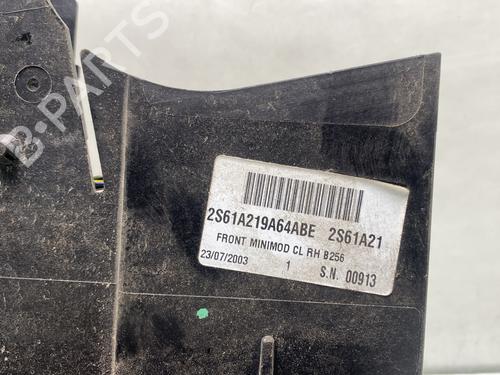 B-PARTS
2S61A219A64ABE 2S61A21
FRONT MINIMOD CL RH B256
23/07/2003 1 S.N. 00913